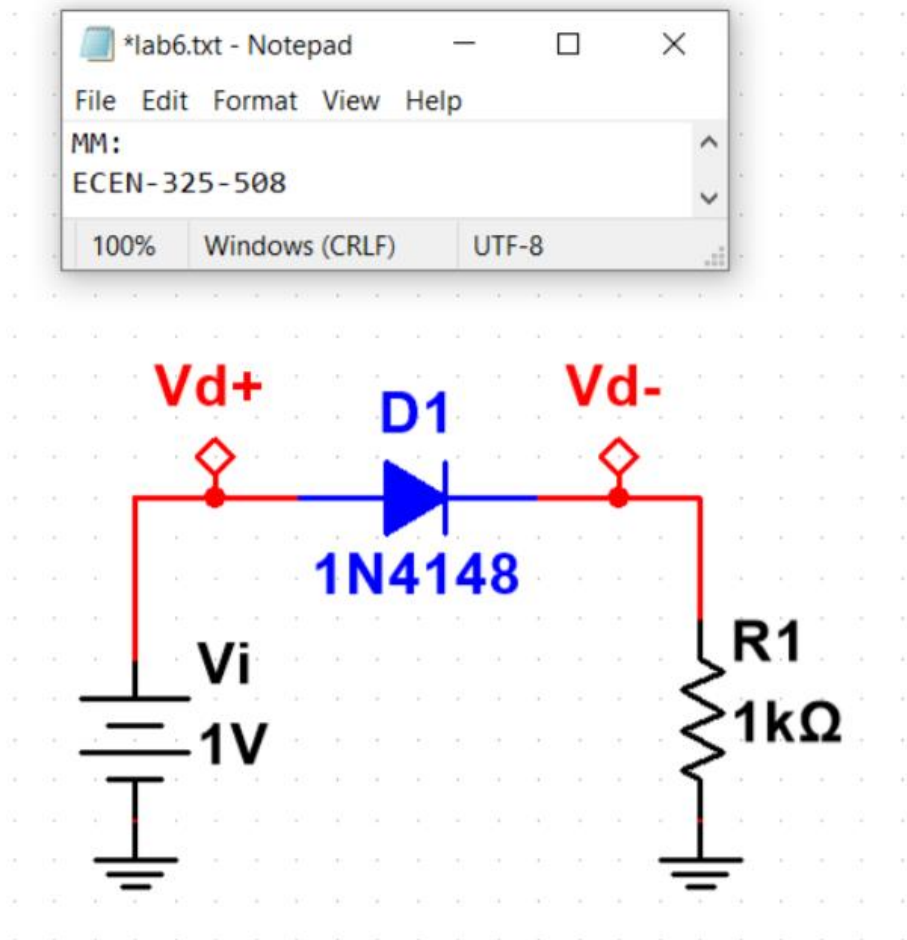 *lab6.txt - Notepad
File Edit Format View Help
MM:
ECEN-325-508
100% Windows (CRLF) UTF-8
Vd+
D1
Vd-
1N4148
Vi
1V
R1
1kΩ